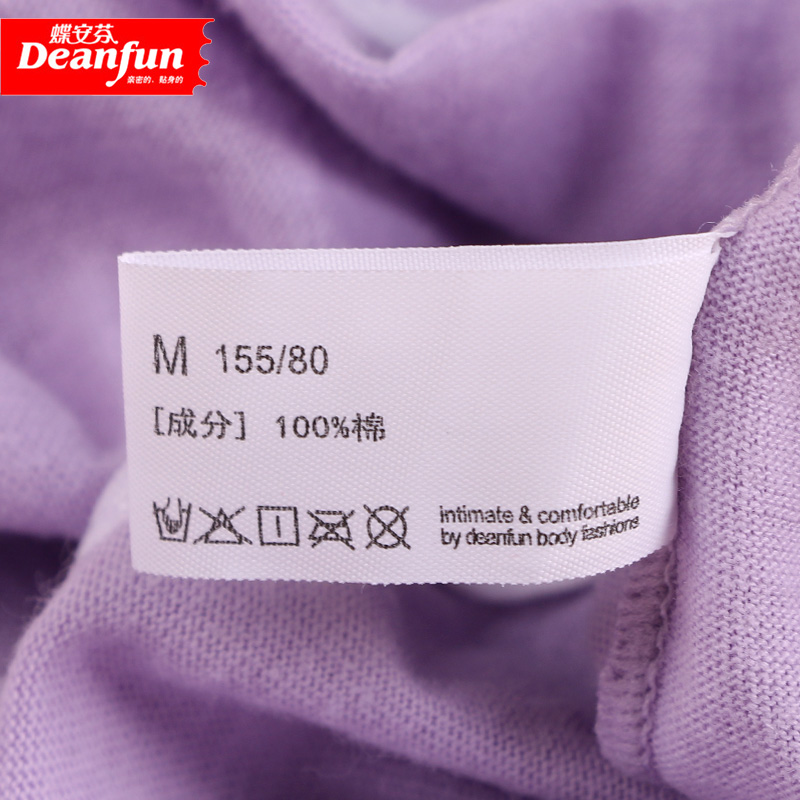 蝶安芬
Deanfun
亲密的、贴身的
M 155/80
[成分] 100%棉
intimate & comfortable
by deanfun body fashions